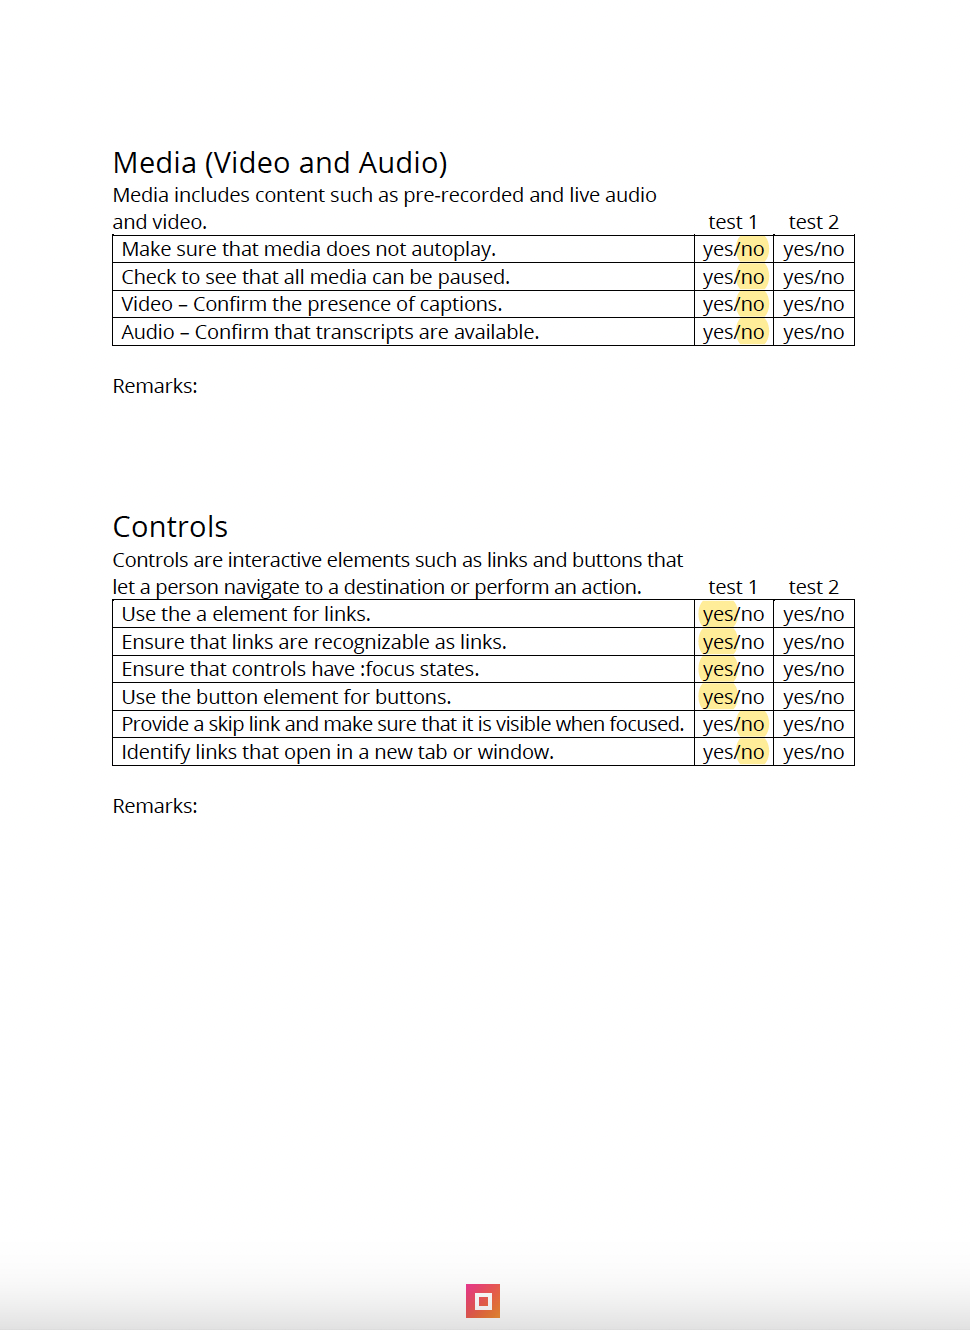 Media (Video and Audio)
Media includes content such as pre-recorded and live audio
and video. test 1 test 2
Make sure that media does not autoplay. yes/no yes/no
Check to see that all media can be paused. yes/no yes/no
Video – Confirm the presence of captions. yes/no yes/no
Audio – Confirm that transcripts are available. yes/no yes/no
Remarks:
Controls
Controls are interactive elements such as links and buttons that
let a person navigate to a destination or perform an action. test 1 test 2
Use the a element for links. yes/no yes/no
Ensure that links are recognizable as links. yes/no yes/no
Ensure that controls have :focus states. yes/no yes/no
Use the button element for buttons. yes/no yes/no
Provide a skip link and make sure that it is visible when focused. yes/no yes/no
Identify links that open in a new tab or window. yes/no yes/no
Remarks: